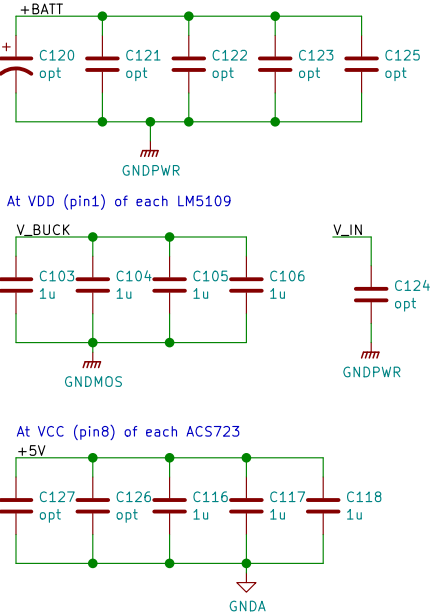 +BATT
+
C120 C121 C122 C123 C125
opt opt opt opt opt
GNDPWR
At VDD (pin1) of each LM5109
V_BUCK V_IN
C103 C104 C105 C106 C124
1u 1u 1u 1u opt
GNDMOS GNDPWR
At VCC (pin8) of each ACS723
+5V
C127 C126 C116 C117 C118
opt opt 1u 1u 1u
GNDA